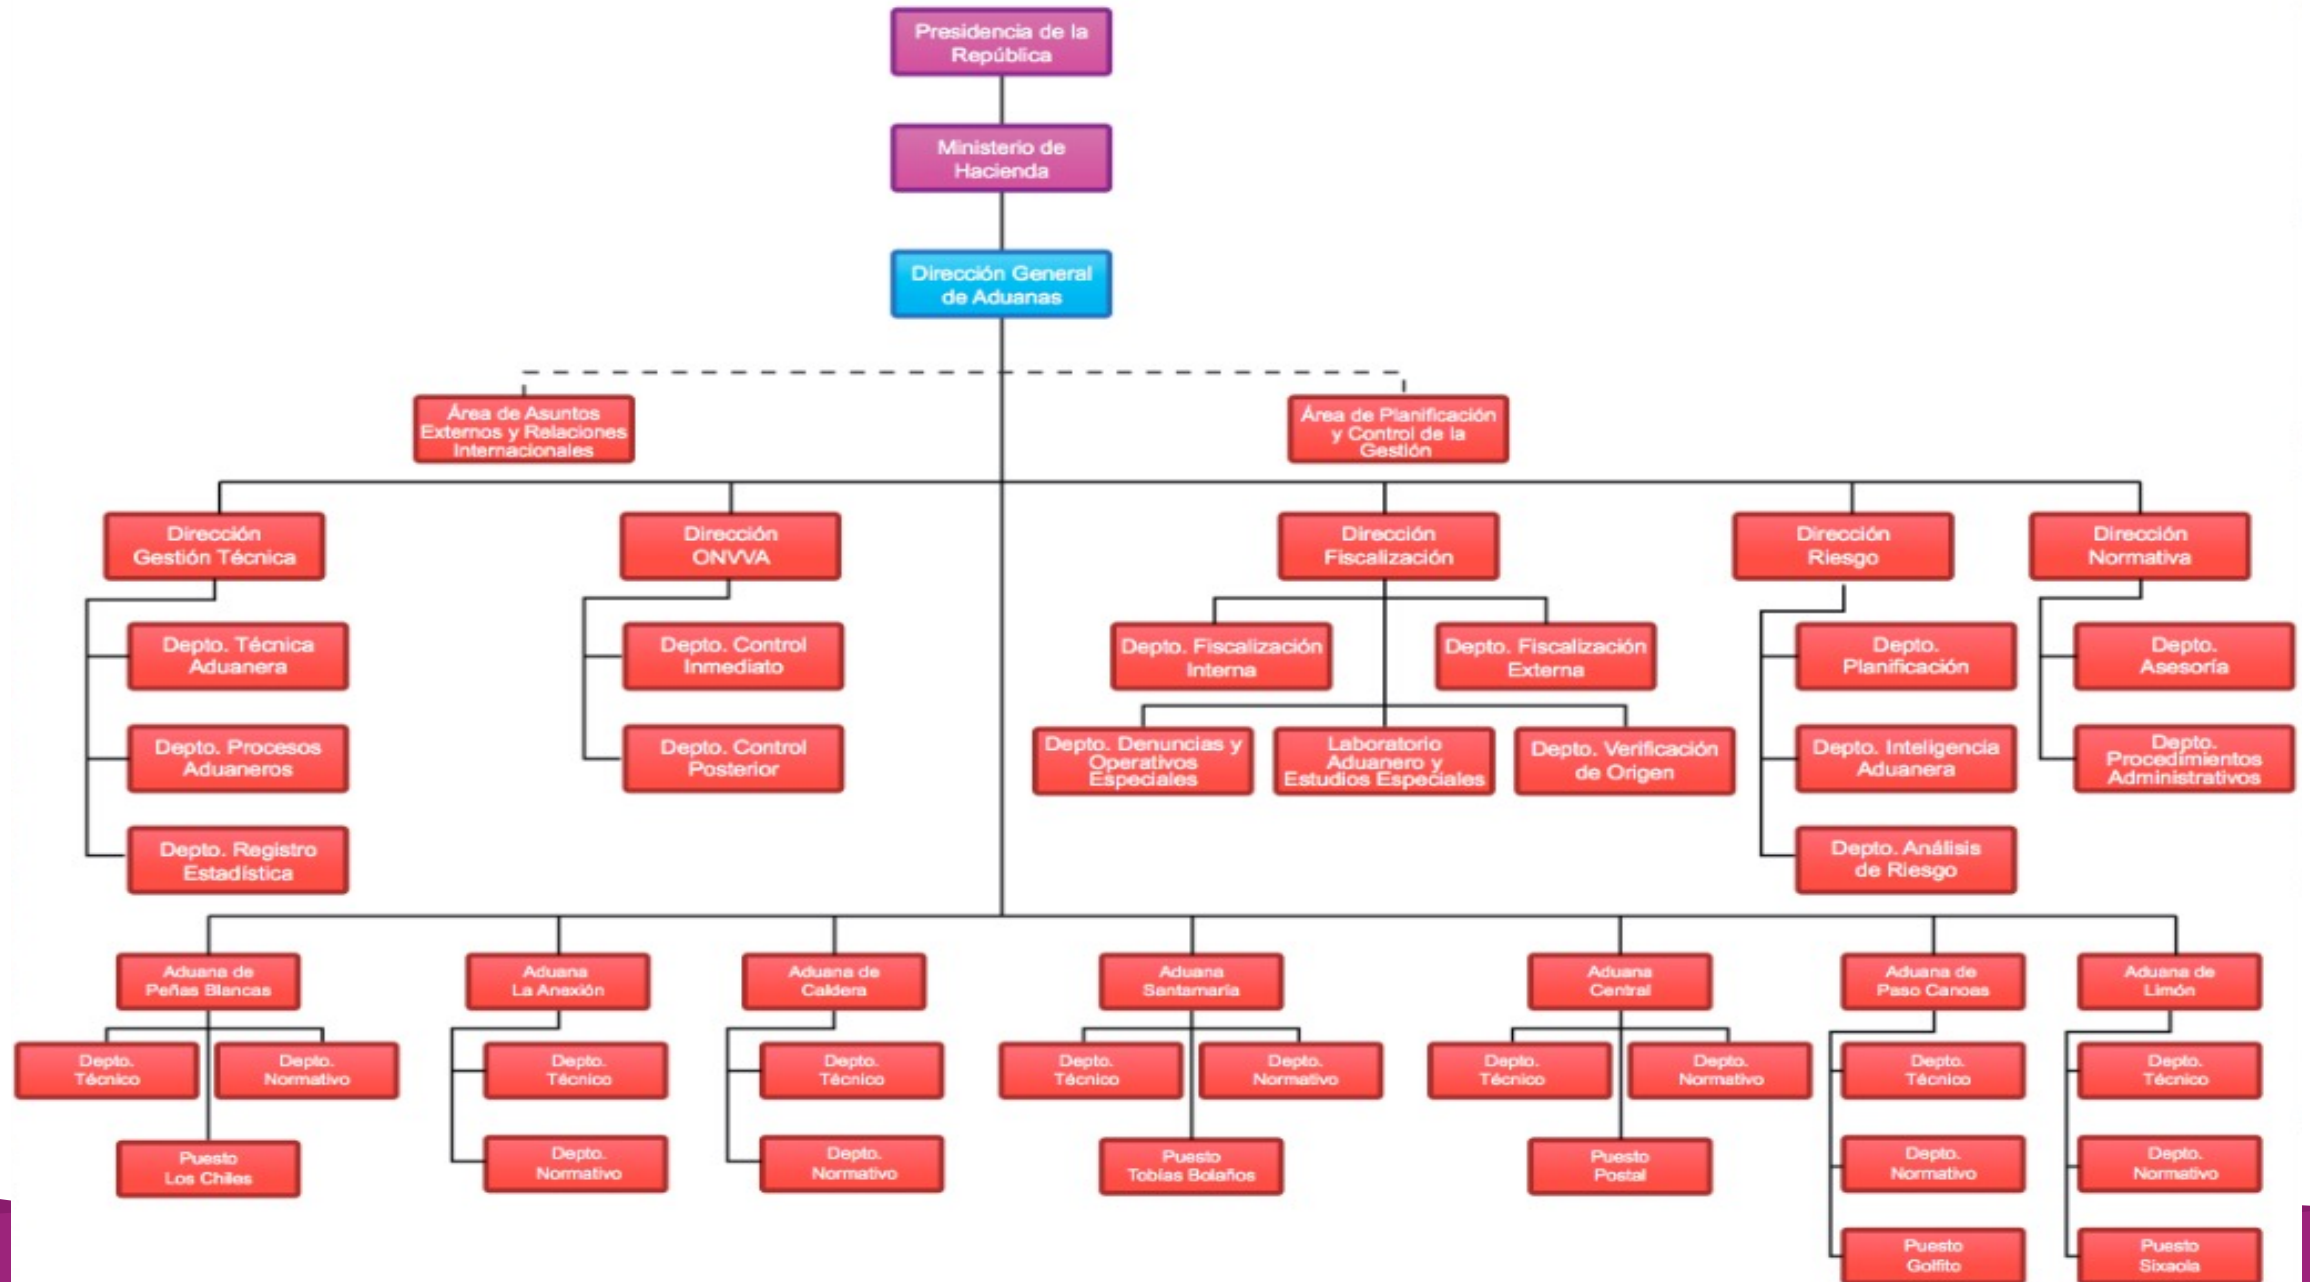 Presidencia de la
República
Ministerio de
Hacienda
Dirección General
de Aduanas
Área de Asuntos
Externos y Relaciones
Internacionales
Área de Planificación
y Control de la
Gestión
Dirección
Gestión Técnica
Dirección
ONVVA
Dirección
Fiscalización
Dirección
Riesgo
Dirección
Normativa
Depto. Técnica
Aduanera
Depto. Control
Inmediato
Depto. Fiscalización
Interna
Depto. Fiscalización
Externa
Depto.
Planificación
Depto.
Asesoría
Depto. Procesos
Aduaneros
Depto. Control
Posterior
Depto. Denuncias y
Operativos
Especiales
Laboratorio
Aduanero y
Estudios Especiales
Depto. Verificación
de Origen
Depto. Inteligencia
Aduanera
Depto.
Procedimientos
Administrativos
Depto. Registro
Estadística
Depto. Análisis
de Riesgo
Aduana de
Peñas Blancas
Aduana
La Anexión
Aduana de
Caldera
Aduana
Santamaría
Aduana
Central
Aduana de
Paso Canoas
Aduana de
Limón
Depto.
Técnico
Depto.
Normativo
Depto.
Técnico
Depto.
Técnico
Depto.
Técnico
Depto.
Normativo
Depto.
Técnico
Depto.
Normativo
Depto.
Técnico
Depto.
Técnico
Puesto
Los Chiles
Depto.
Normativo
Depto.
Normativo
Puesto
Tobías Bolaños
Puesto
Postal
Depto.
Normativo
Depto.
Normativo
Puesto
Golfito
Puesto
Sixaola